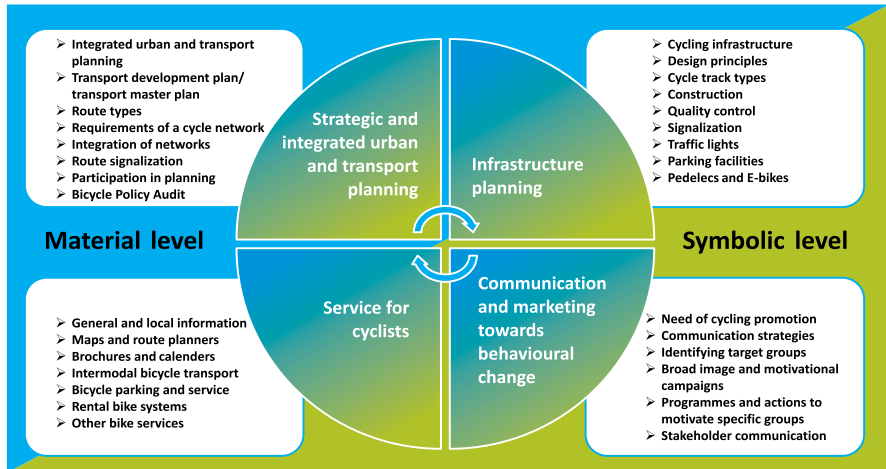 ➢ Integrated urban and transport
planning
➢ Transport development plan/
transport master plan
➢ Route types
➢ Requirements of a cycle network
➢ Integration of networks
➢ Route signalization
➢ Participation in planning
➢ Bicycle Policy Audit
Strategic and
integrated urban
and transport
planning
Infrastructure
planning
➢ Cycling infrastructure
➢ Design principles
➢ Cycle track types
➢ Construction
➢ Quality control
➢ Signalization
➢ Traffic lights
➢ Parking facilities
➢ Pedelecs and E-bikes
Material level
Symbolic level
➢ General and local information
➢ Maps and route planners
➢ Brochures and calenders
➢ Intermodal bicycle transport
➢ Bicycle parking and service
➢ Rental bike systems
➢ Other bike services
Service for
cyclists
Communication
and marketing
towards
behavioural
change
➢ Need of cycling promotion
➢ Communication strategies
➢ Identifying target groups
➢ Broad image and motivational
campaigns
➢ Programmes and actions to
motivate specific groups
➢ Stakeholder communication